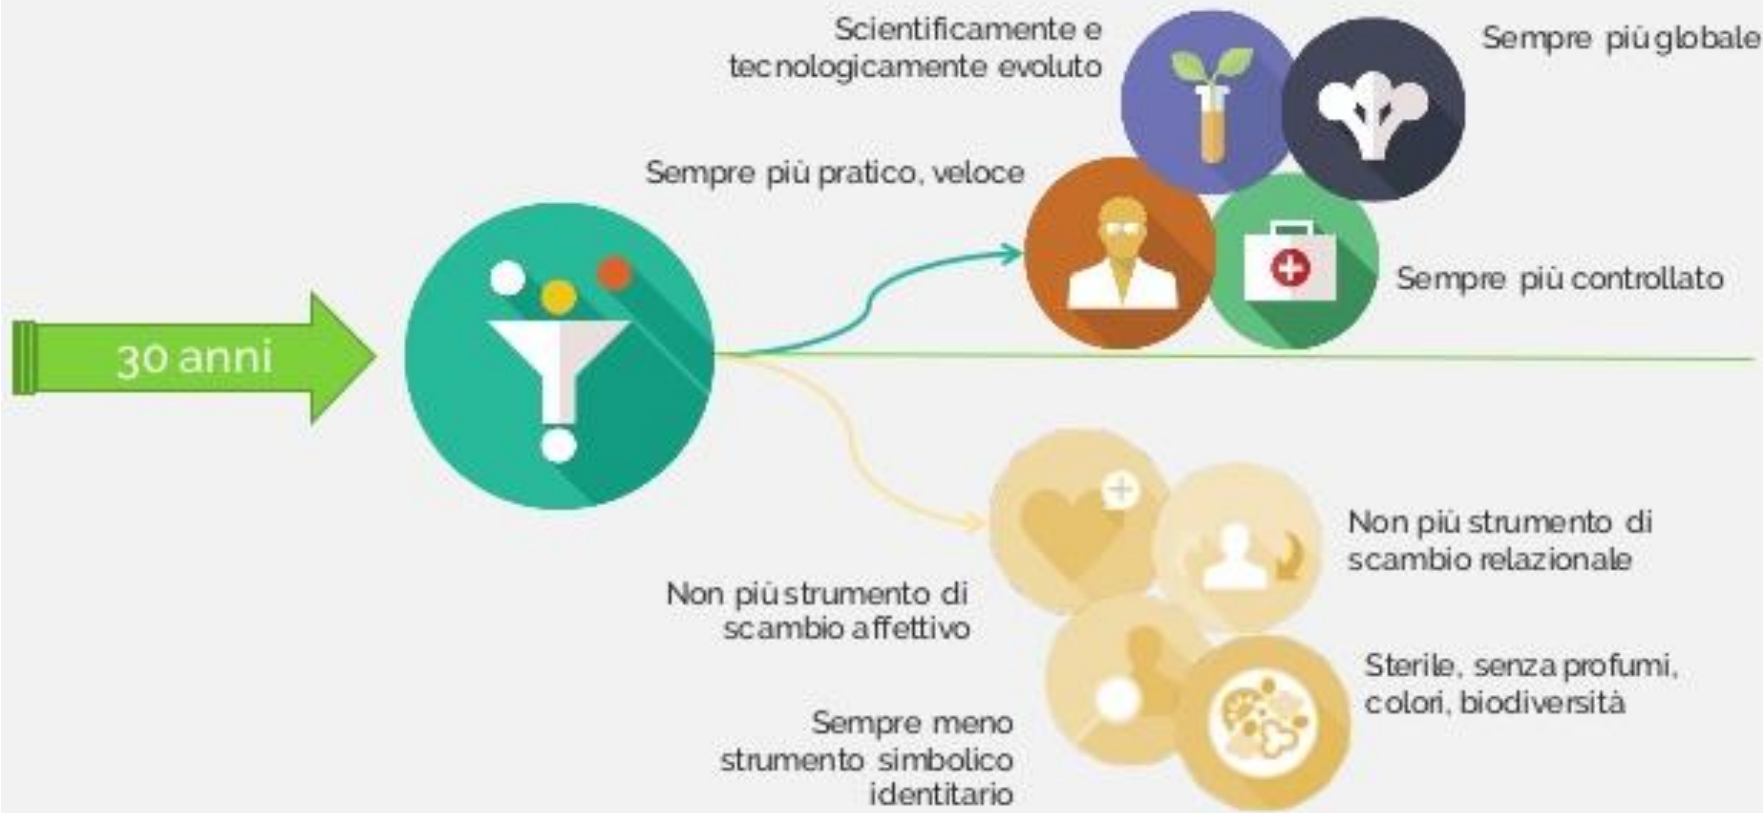 Scientificamente e
tecnologicamente evoluto
Sempre più globale
Sempre più pratico, veloce
Sempre più controllato
30 anni
Non più strumento di
scambio relazionale
Non più strumento di
scambio affettivo
Sterile, senza profumi,
colori, biodiversità
Sempre meno
strumento simbolico
identitario